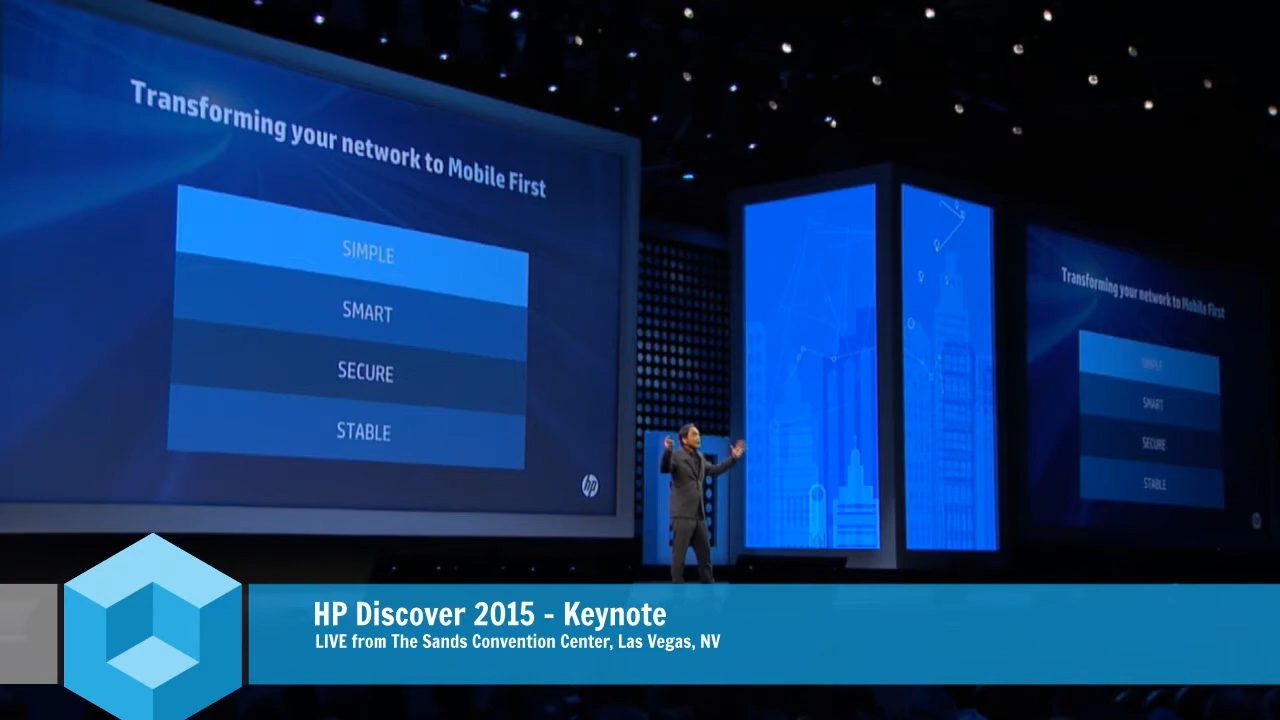 Transforming your network to Mobile First
SIMPLE
SMART
SECURE
STABLE
hp
Transforming your network to Mobile First
SIMPLE
SMART
SECURE
STABLE
HP Discover 2015 - Keynote
LIVE from The Sands Convention Center, Las Vegas, NV